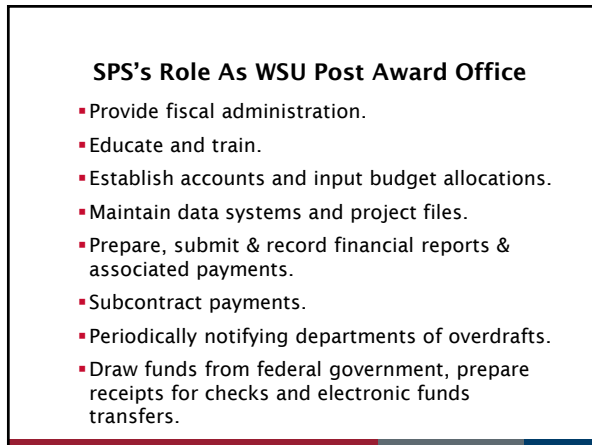 SPS's Role As WSU Post Award Office
▪Provide fiscal administration.
▪Educate and train.
▪Establish accounts and input budget allocations.
▪Maintain data systems and project files.
▪Prepare, submit & record financial reports &
associated payments.
▪Subcontract payments.
▪Periodically notifying departments of overdrafts.
▪Draw funds from federal government, prepare
receipts for checks and electronic funds
transfers.